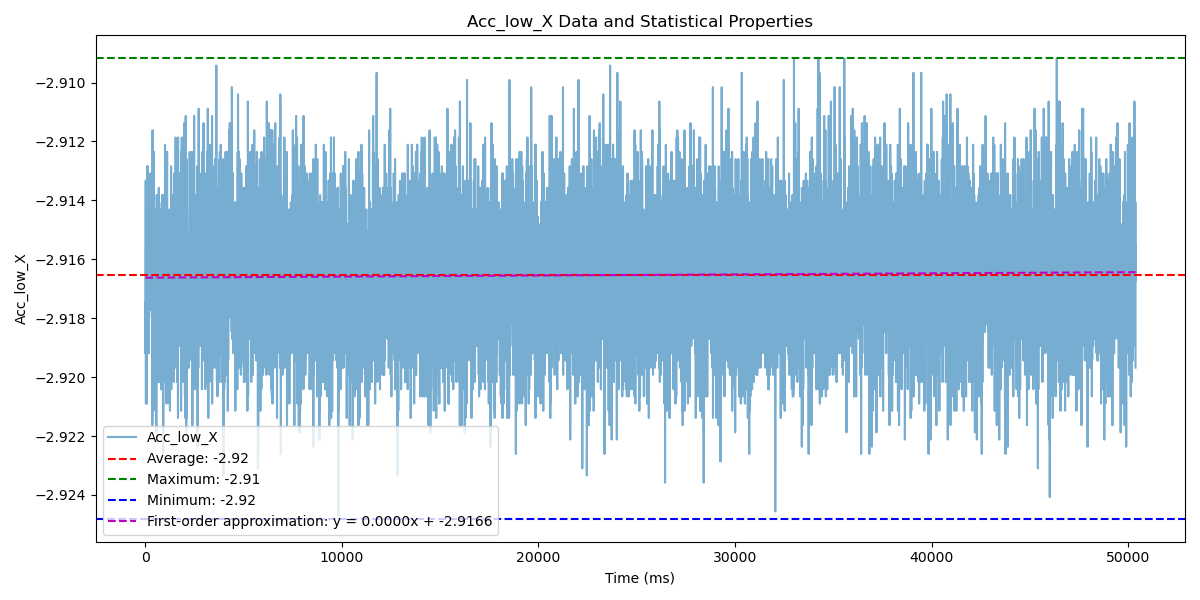 Acc_low_X Data and Statistical Properties
−2.910
−2.912
−2.914
−2.916
−2.918
−2.920
−2.922
−2.924
Acc_low_X
Acc_low_X
Average: -2.92
Maximum: -2.91
Minimum: -2.92
First-order approximation: y = 0.0000x + -2.9166
0 10000 20000 30000 40000 50000
Time (ms)